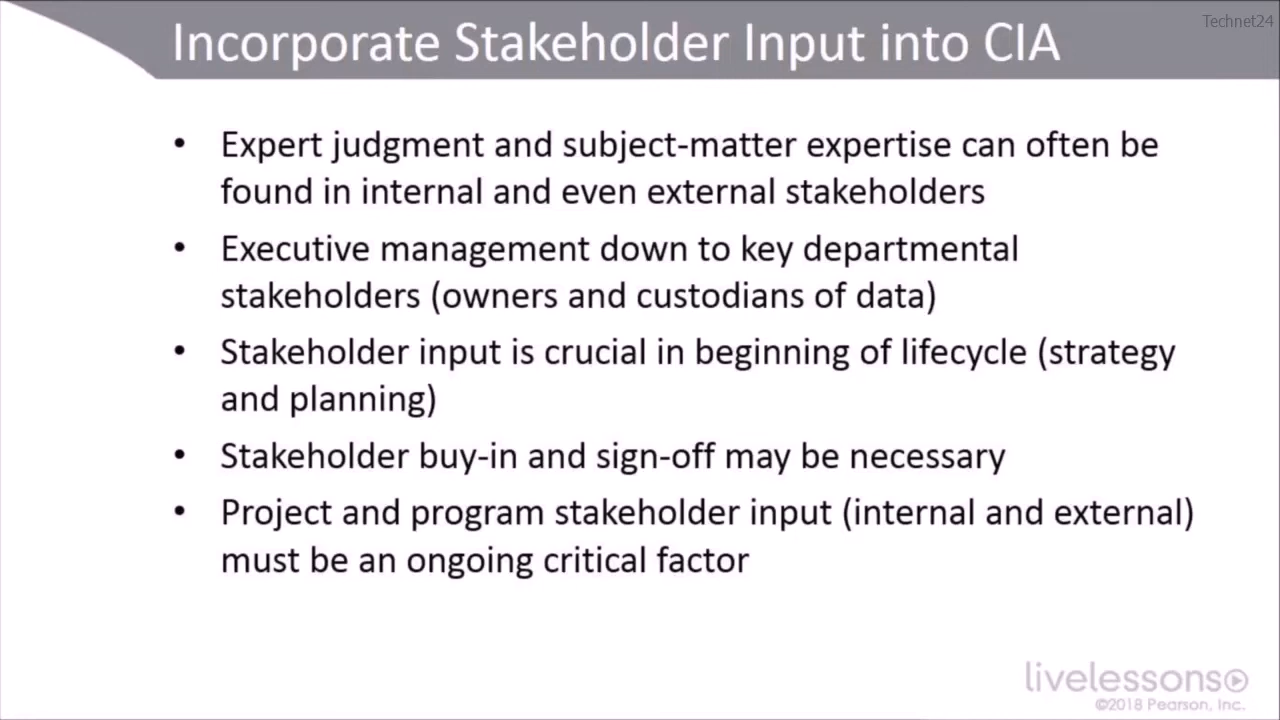 Technet24
Incorporate Stakeholder Input into CIA
• Expert judgment and subject-matter expertise can often be
found in internal and even external stakeholders
• Executive management down to key departmental
stakeholders (owners and custodians of data)
• Stakeholder input is crucial in beginning of lifecycle (strategy
and planning)
• Stakeholder buy-in and sign-off may be necessary
• Project and program stakeholder input (internal and external)
must be an ongoing critical factor
livelessons
©2018 Pearson, Inc.